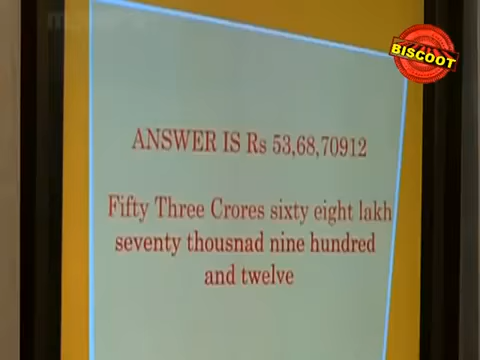 BISCOOT
ANSWER IS Rs 53,68,70912
Fifty Three Crores sixty eight lakh
seventy thousnad nine hundred
and twelve